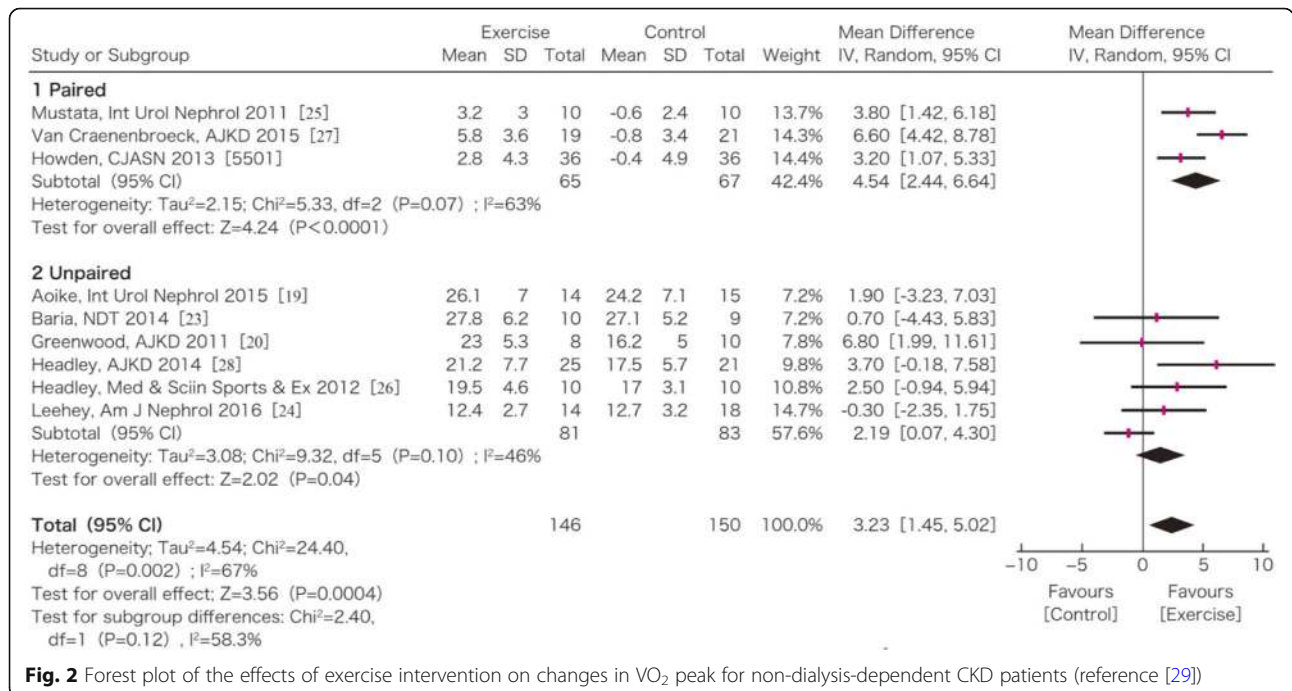 Exercise Control Mean Difference Mean Difference
Study or Subgroup Mean SD Total Mean SD Total Weight IV, Random, 95% CI IV, Random, 95% CI
1 Paired
Mustata, Int Urol Nephrol 2011 [25] 3.2 3 10 -0.6 2.4 10 13.7% 3.80 [1.42, 6.18]
Van Craenenbroeck, AJKD 2015 [27] 5.8 3.6 19 -0.8 3.4 21 14.3% 6.60 [4.42, 8.78]
Howden, CJASN 2013 [5501] 2.8 4.3 36 -0.4 4.9 36 14.4% 3.20 [1.07, 5.33]
Subtotal (95% CI) 65 67 42.4% 4.54 [2.44, 6.64]
Heterogeneity: Tau²=2.15; Chi²=5.33, df=2 (P=0.07) ; I²=63%
Test for overall effect: Z=4.24 (P<0.0001)
2 Unpaired
Aoike, Int Urol Nephrol 2015 [19] 26.1 7 14 24.2 7.1 15 7.2% 1.90 [-3.23, 7.03]
Baria, NDT 2014 [23] 27.8 6.2 10 27.1 5.2 9 7.2% 0.70 [-4.43, 5.83]
Greenwood, AJKD 2011 [20] 23 5.3 8 16.2 5 10 7.8% 6.80 [1.99, 11.61]
Headley, AJKD 2014 [28] 21.2 7.7 25 17.5 5.7 21 9.8% 3.70 [-0.18, 7.58]
Headley, Med & Sciin Sports & Ex 2012 [26] 19.5 4.6 10 17 3.1 10 10.8% 2.50 [-0.94, 5.94]
Leehey, Am J Nephrol 2016 [24] 12.4 2.7 14 12.7 3.2 18 14.7% -0.30 [-2.35, 1.75]
Subtotal (95% CI) 81 83 57.6% 2.19 [0.07, 4.30]
Heterogeneity: Tau²=3.08; Chi²=9.32, df=5 (P=0.10) ; I²=46%
Test for overall effect: Z=2.02 (P=0.04)
Total (95% CI) 146 150 100.0% 3.23 [1.45, 5.02]
Heterogeneity; Tau²=4.54; Chi²=24.40,
df=8 (P=0.002) ; I²=67%
Test for overall effect; Z=3.56 (P=0.0004)
Test for subgroup differences: Chi²=2.40,
df=1 (P=0.12) , I²=58.3%
-10 -5 0 5 10
Favours Favours
[Control] [Exercise]
Fig. 2 Forest plot of the effects of exercise intervention on changes in VO₂ peak for non-dialysis-dependent CKD patients (reference [29])